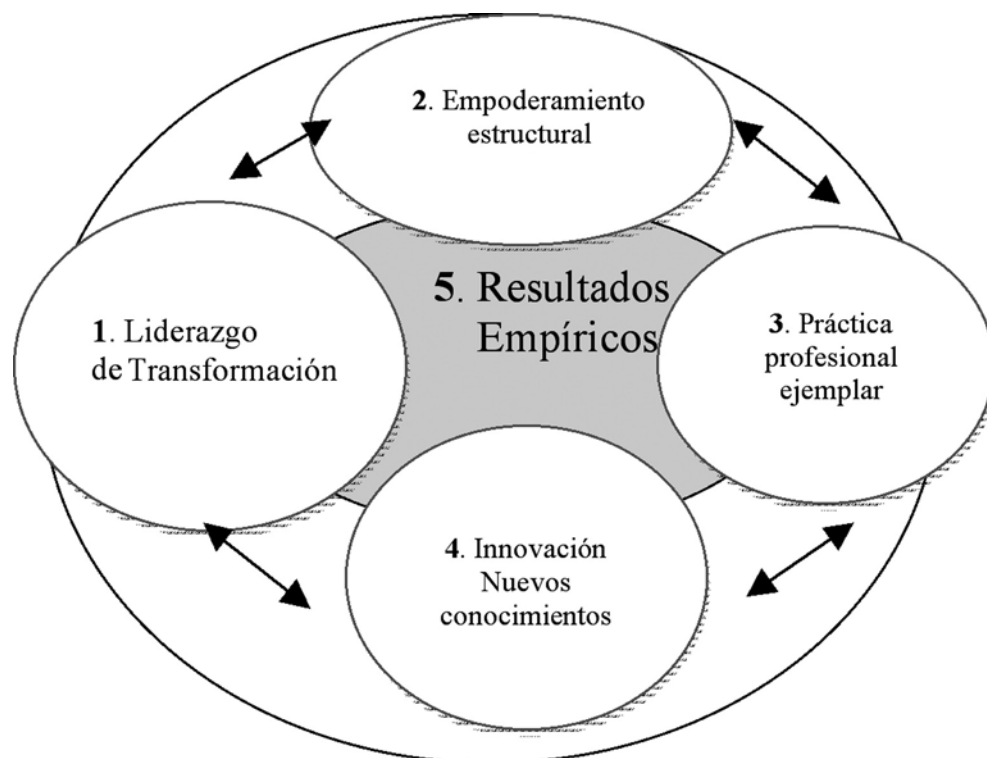 2. Empoderamiento
estructural
5. Resultados
Empíricos
1. Liderazgo
de Transformación
3. Práctica
profesional
ejemplar
4. Innovación
Nuevos
conocimientos